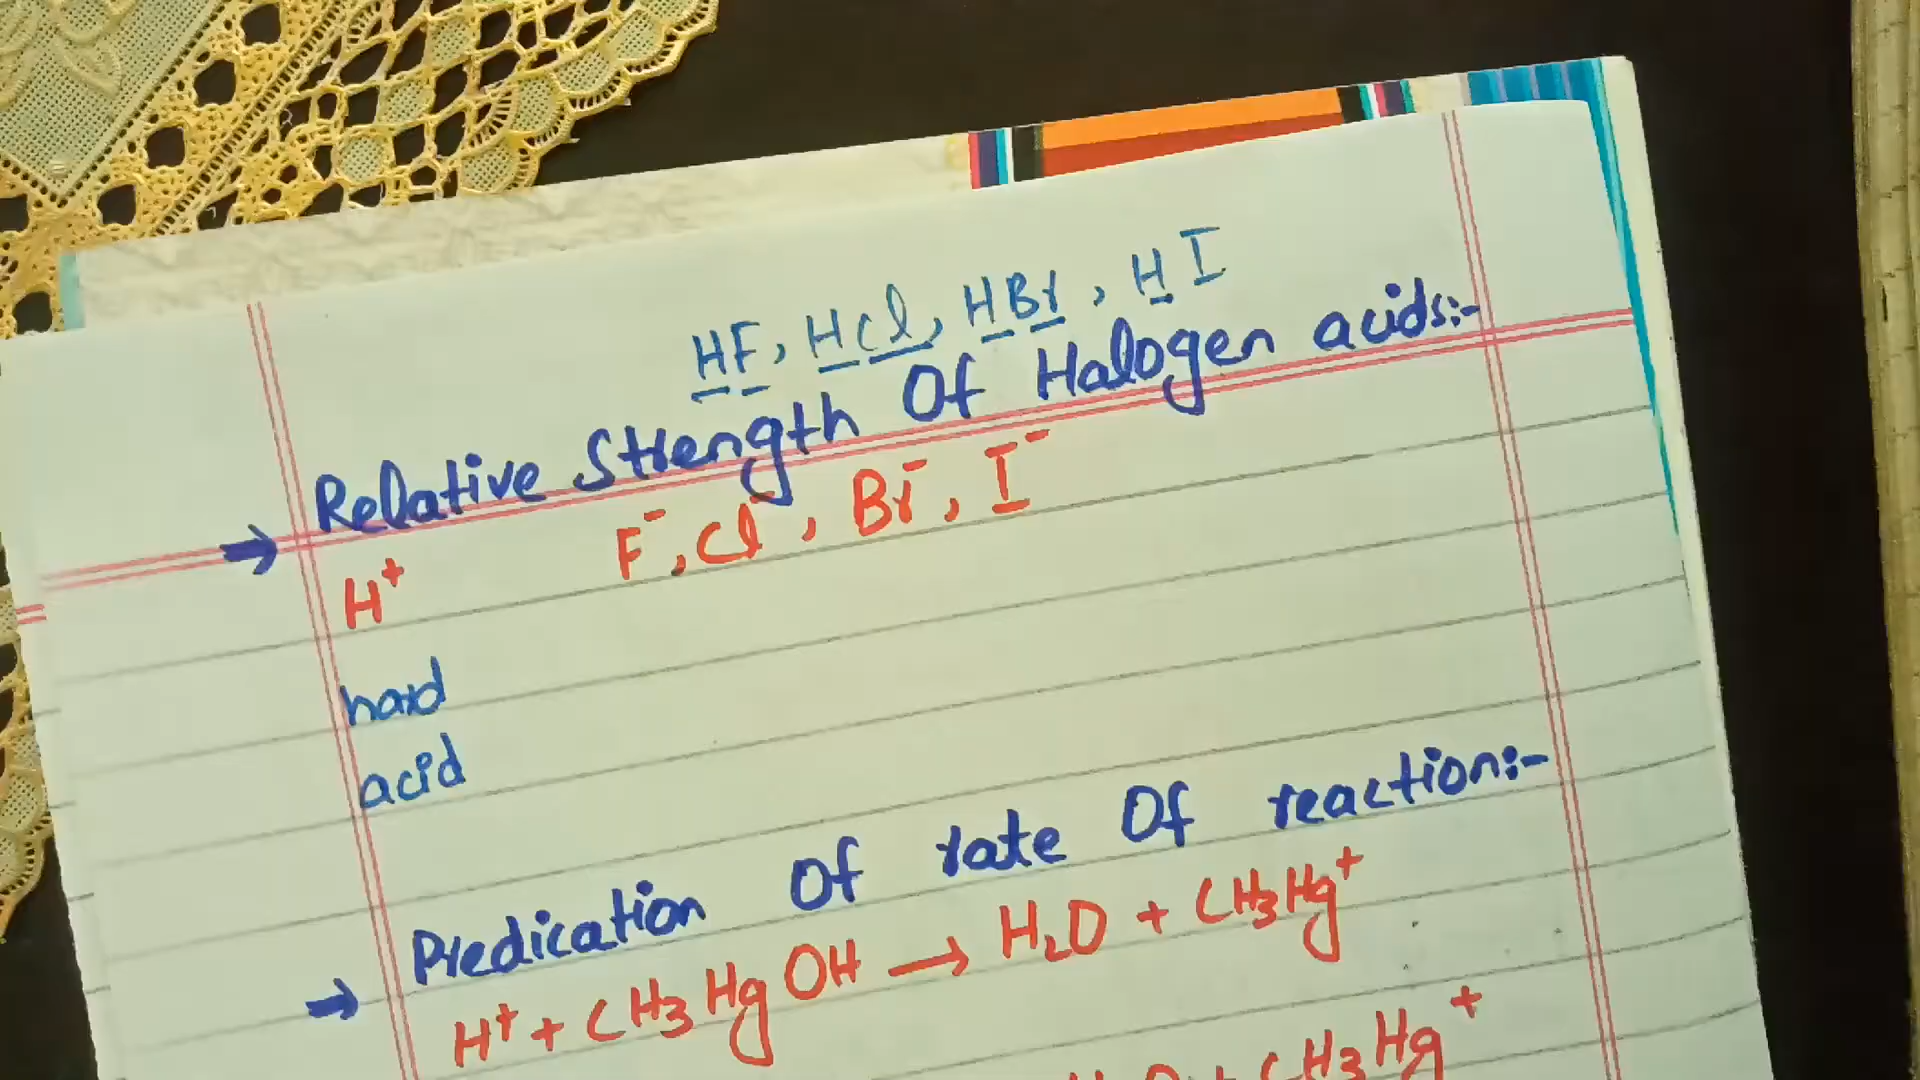 HF, HCl, HBr, HI
→ Relative Strength Of Halogen acids:-
H⁺ F⁻, Cl⁻, Br⁻, I⁻
hard
acid
→ Predication Of rate Of reaction:-
H⁺ + CH₃HgOH → H₂O + CH₃Hg⁺
+ CH₃Hg⁺